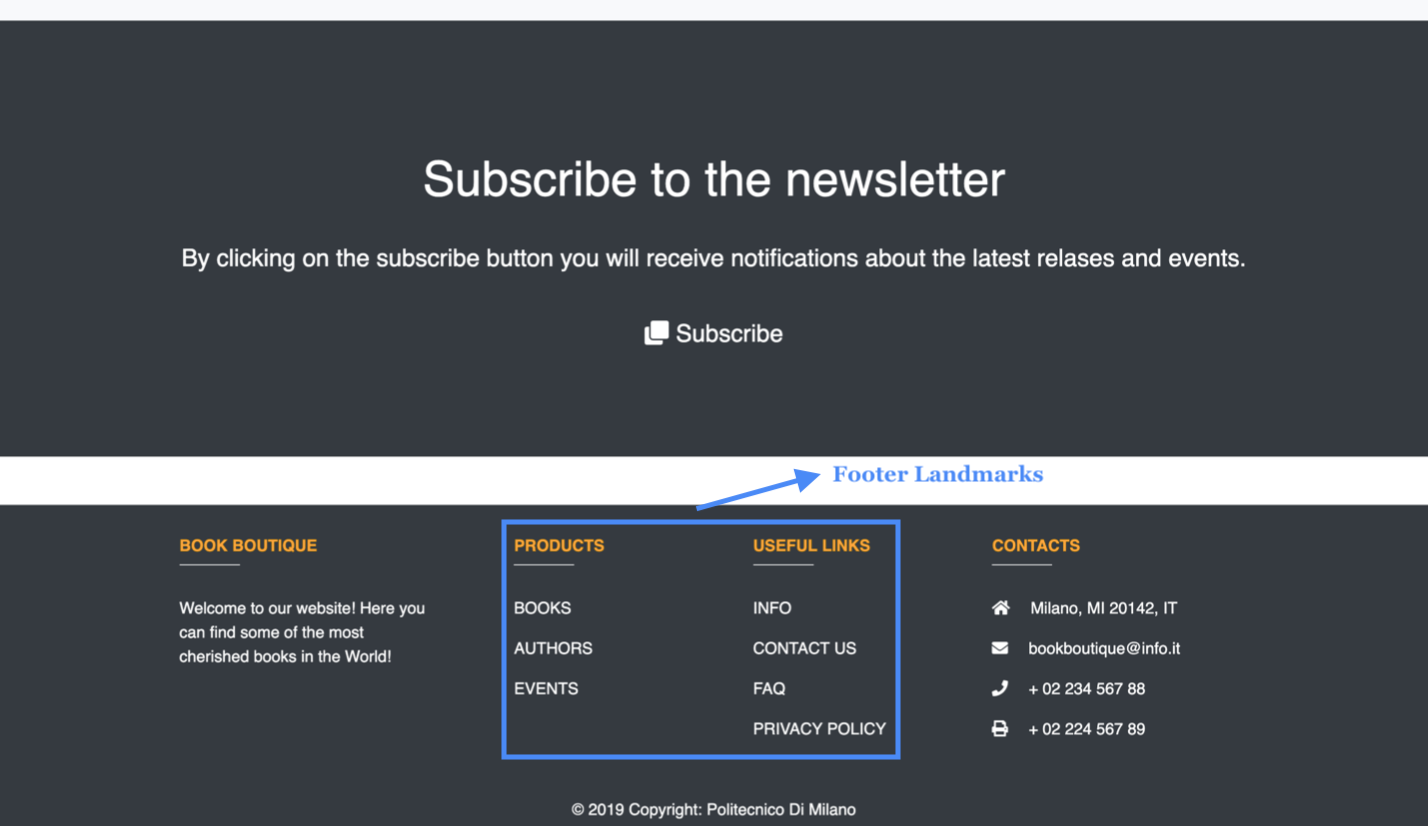 Subscribe to the newsletter
By clicking on the subscribe button you will receive notifications about the latest relases and events.
Subscribe
Footer Landmarks
BOOK BOUTIQUE
Welcome to our website! Here you
can find some of the most
cherished books in the World!
PRODUCTS
BOOKS
AUTHORS
EVENTS
USEFUL LINKS
INFO
CONTACT US
FAQ
PRIVACY POLICY
CONTACTS
Milano, MI 20142, IT
bookboutique@info.it
+ 02 234 567 88
+ 02 224 567 89
© 2019 Copyright: Politecnico Di Milano